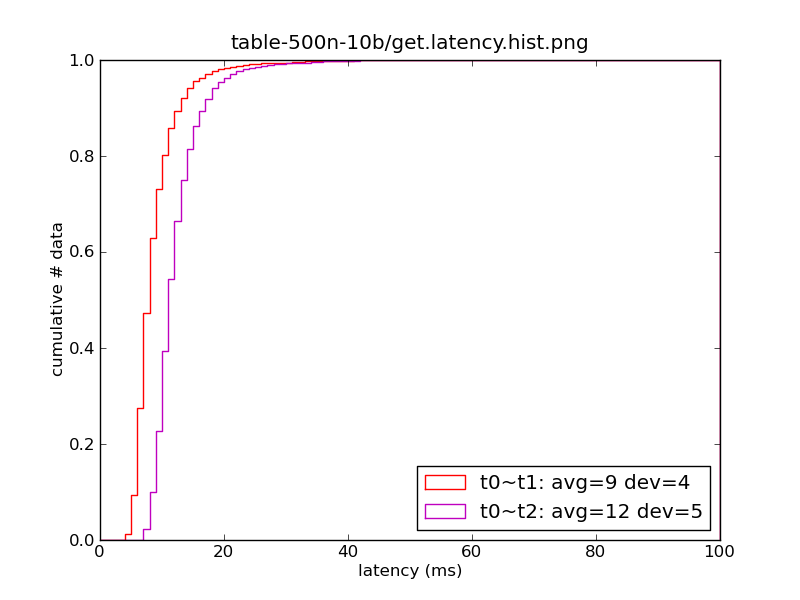 table-500n-10b/get.latency.hist.png
1.0
0.8
0.6
0.4
0.2
0.0
cumulative # data
t0~t1: avg=9 dev=4
t0~t2: avg=12 dev=5
0 20 40 60 80 100
latency (ms)